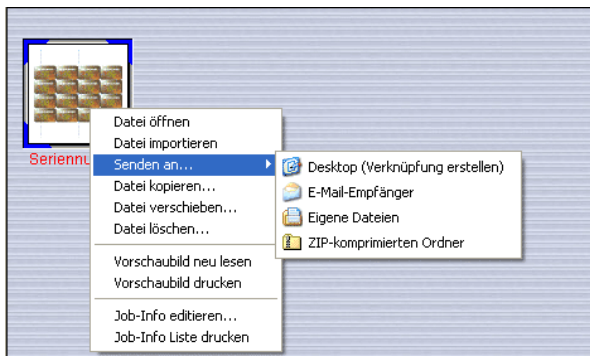 Datei öffnen
Datei importieren
Senden an...
Datei kopieren...
Datei verschieben...
Datei löschen...
Vorschaubild neu lesen
Vorschaubild drucken
Job-Info editieren...
Job-Info Liste drucken
Desktop (Verknüpfung erstellen)
E-Mail-Empfänger
Eigene Dateien
ZIP-komprimierten Ordner